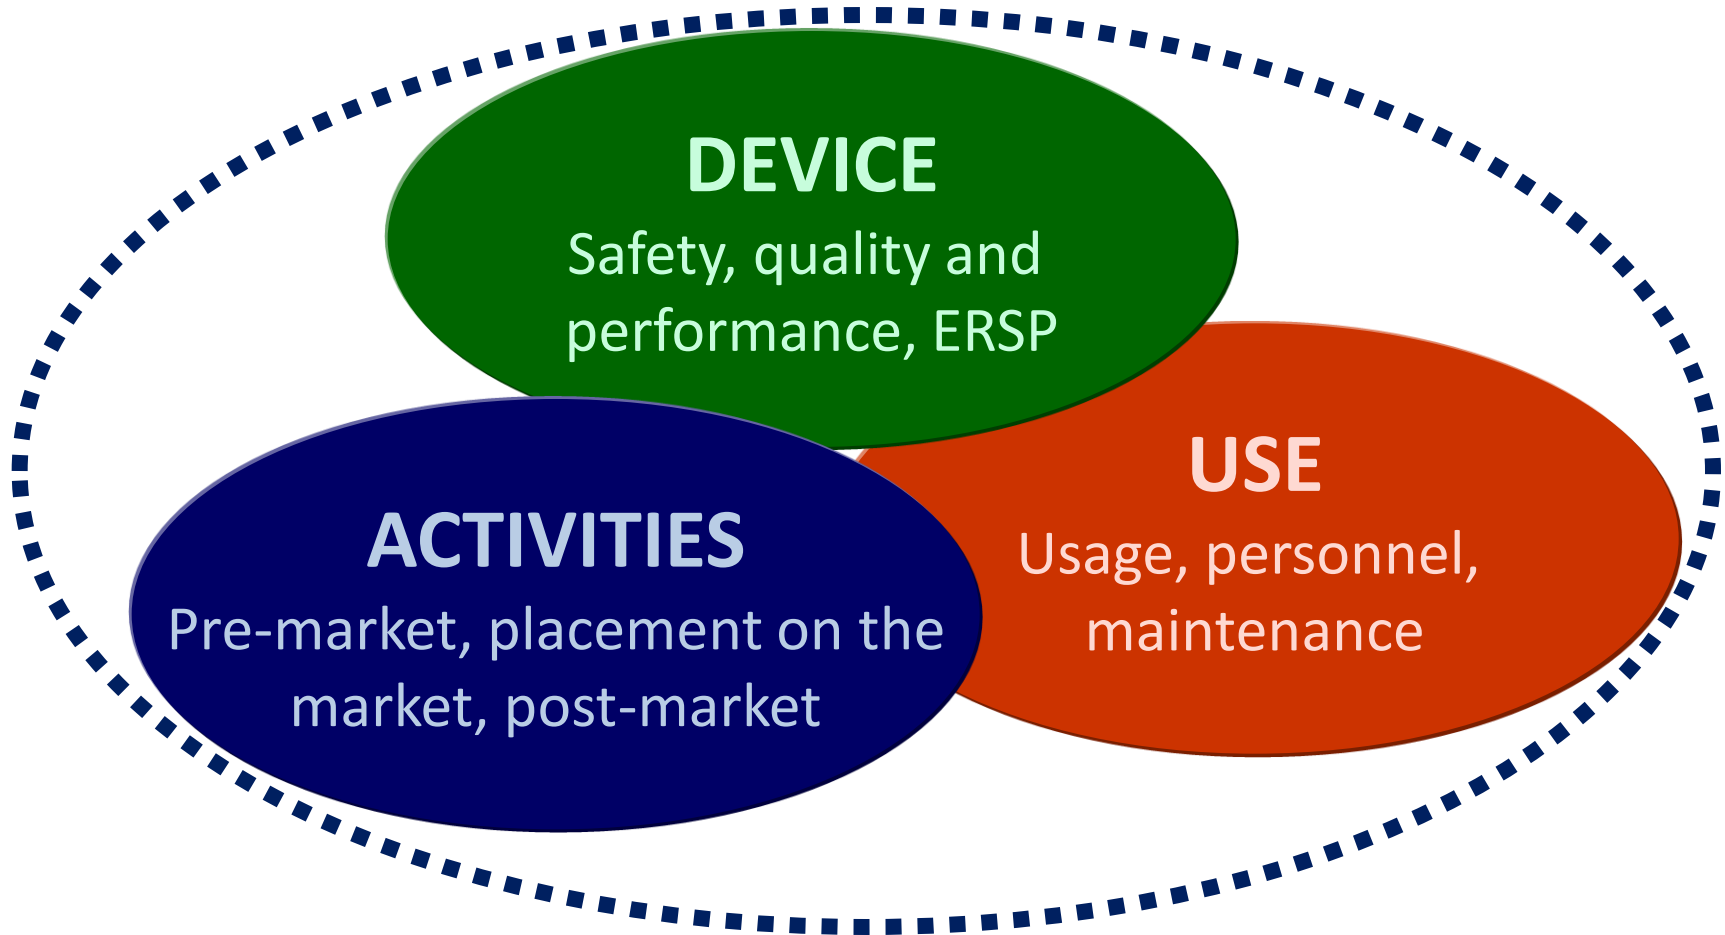 DEVICE
Safety, quality and
performance, ERSP
USE
Usage, personnel,
maintenance
ACTIVITIES
Pre-market, placement on the
market, post-market